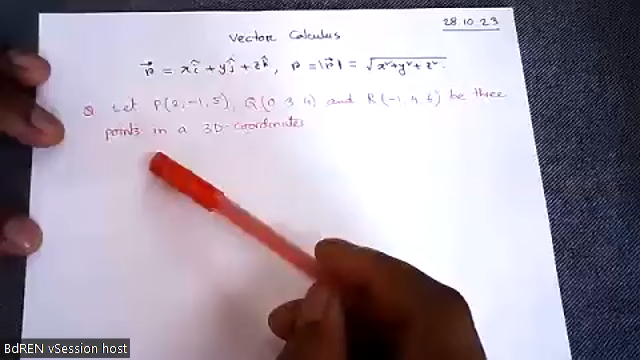 28.10.23
Vector Calculus
r⃗ = xî + yĵ + zk̂, r = |r⃗| = √x²+y²+z².
Q Let P(2,-1,5), Q(0 3 4) and R(-1,4,6) be three
points in a 3D-coordinates
BdREN vSession host